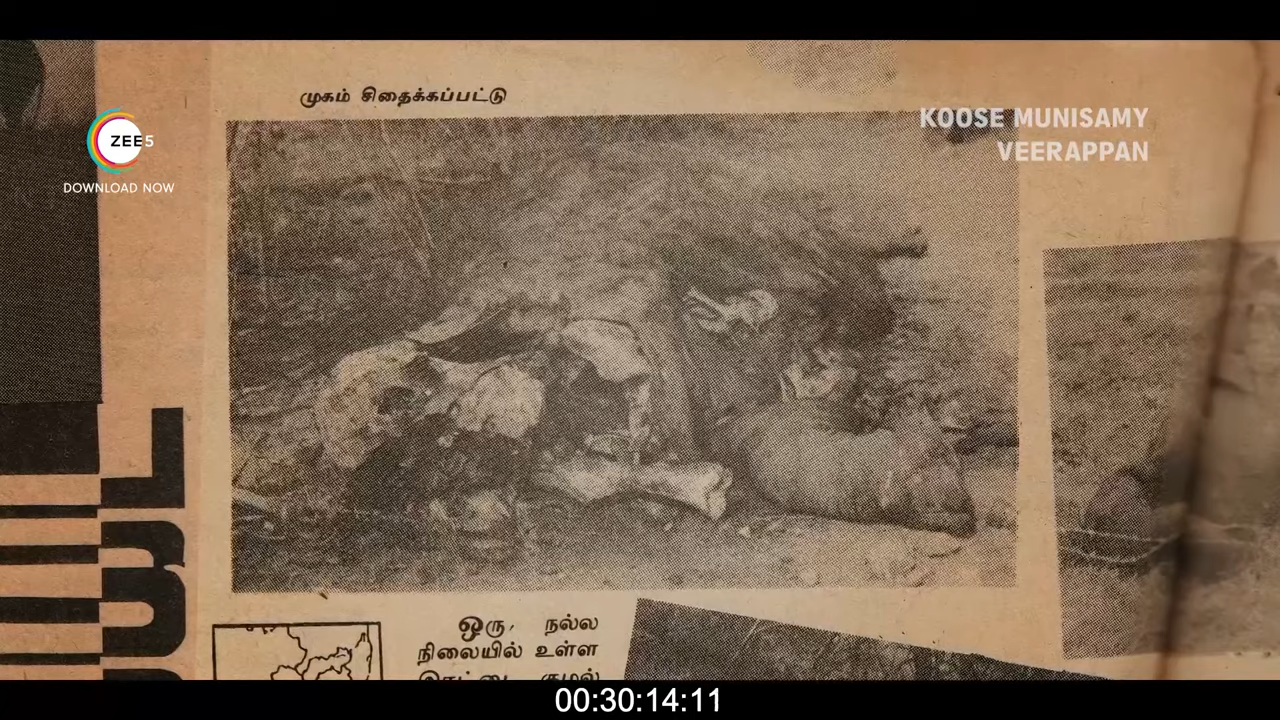 முகம் சிதைக்கப்பட்டு
KOOSE MUNISAMY
VEERAPPAN
ZEE5
DOWNLOAD NOW
ஒரு, நல்ல
நிலையில் உள்ள
00:30:14:11